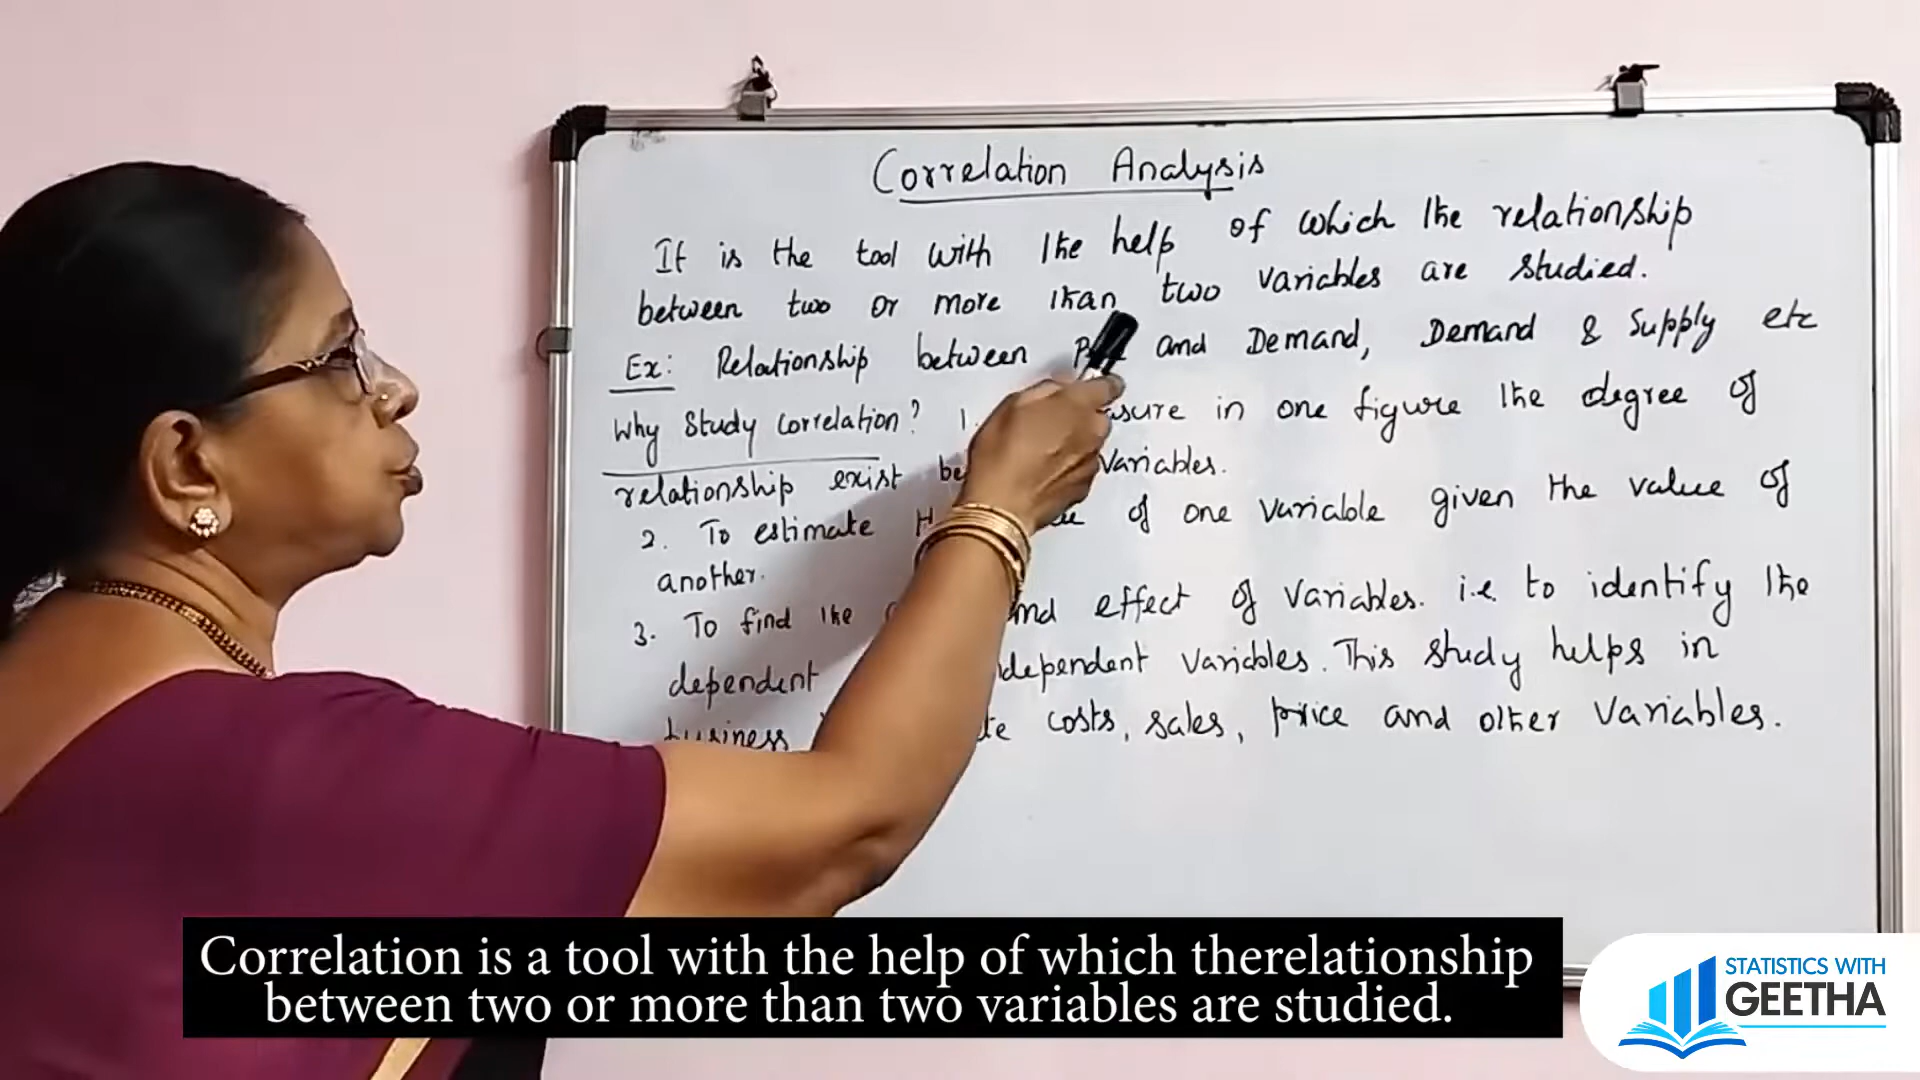 Correlation Analysis
It is the tool with the help of which the relationship
between two or more than two variables are studied.
Ex: Relationship between and Demand, Demand & Supply etc
Why Study correlation? 1. in one figure the degree of
relationship exist variables.
2. To estimate of one variable given the value of
another.
3. To find the effect of variables. i.e to identify the
dependent variables. This study helps in
business costs, sales, price and other variables.
Correlation is a tool with the help of which therelationship
between two or more than two variables are studied.
STATISTICS WITH
GEETHA